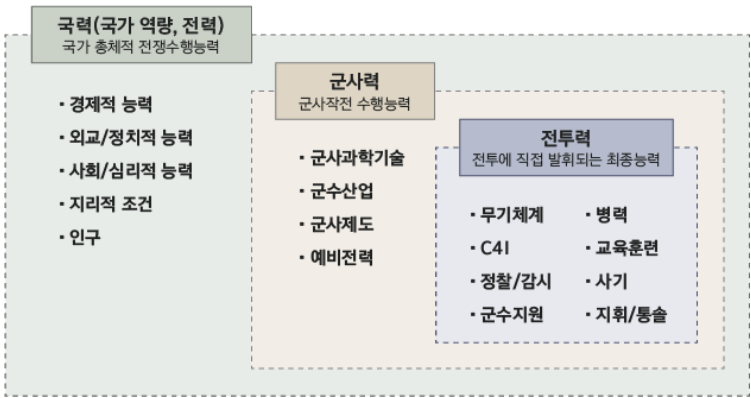 국력(국가 역량, 전력)
국가 총체적 전쟁수행능력
· 경제적 능력
· 외교/정치적 능력
· 사회/심리적 능력
· 지리적 조건
· 인구
군사력
군사작전 수행능력
· 군사과학기술
· 군수산업
· 군사제도
· 예비전력
전투력
전투에 직접 발휘되는 최종능력
· 무기체계
· C4I
· 정찰/감시
· 군수지원
· 병력
· 교육훈련
· 사기
· 지휘/통솔